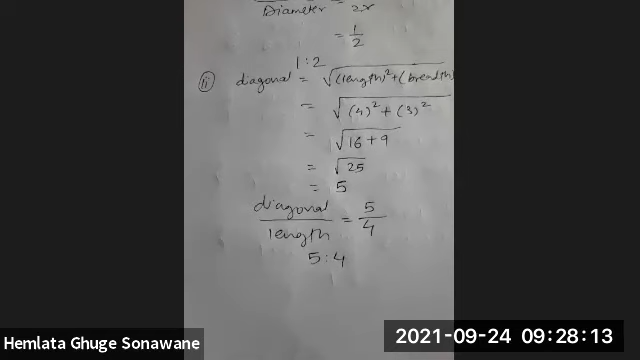 Diameter 2r
= 1/2
1:2
(ii) diagonal = √(length)² + (breadth)
= √(4)² + (3)²
= √16 + 9
= √25
= 5
diagonal/length = 5/4
5:4
Hemlata Ghuge Sonawane
2021-09-24 09:28:13